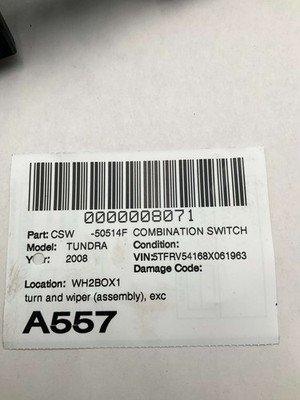 0000008071
Part: CSW -50514F COMBINATION SWITCH
Model: TUNDRA Condition:
Year: 2008 VIN:5TFRV54168X061963
Damage Code:
Location: WH2BOX1
turn and wiper (assembly), exc
A557